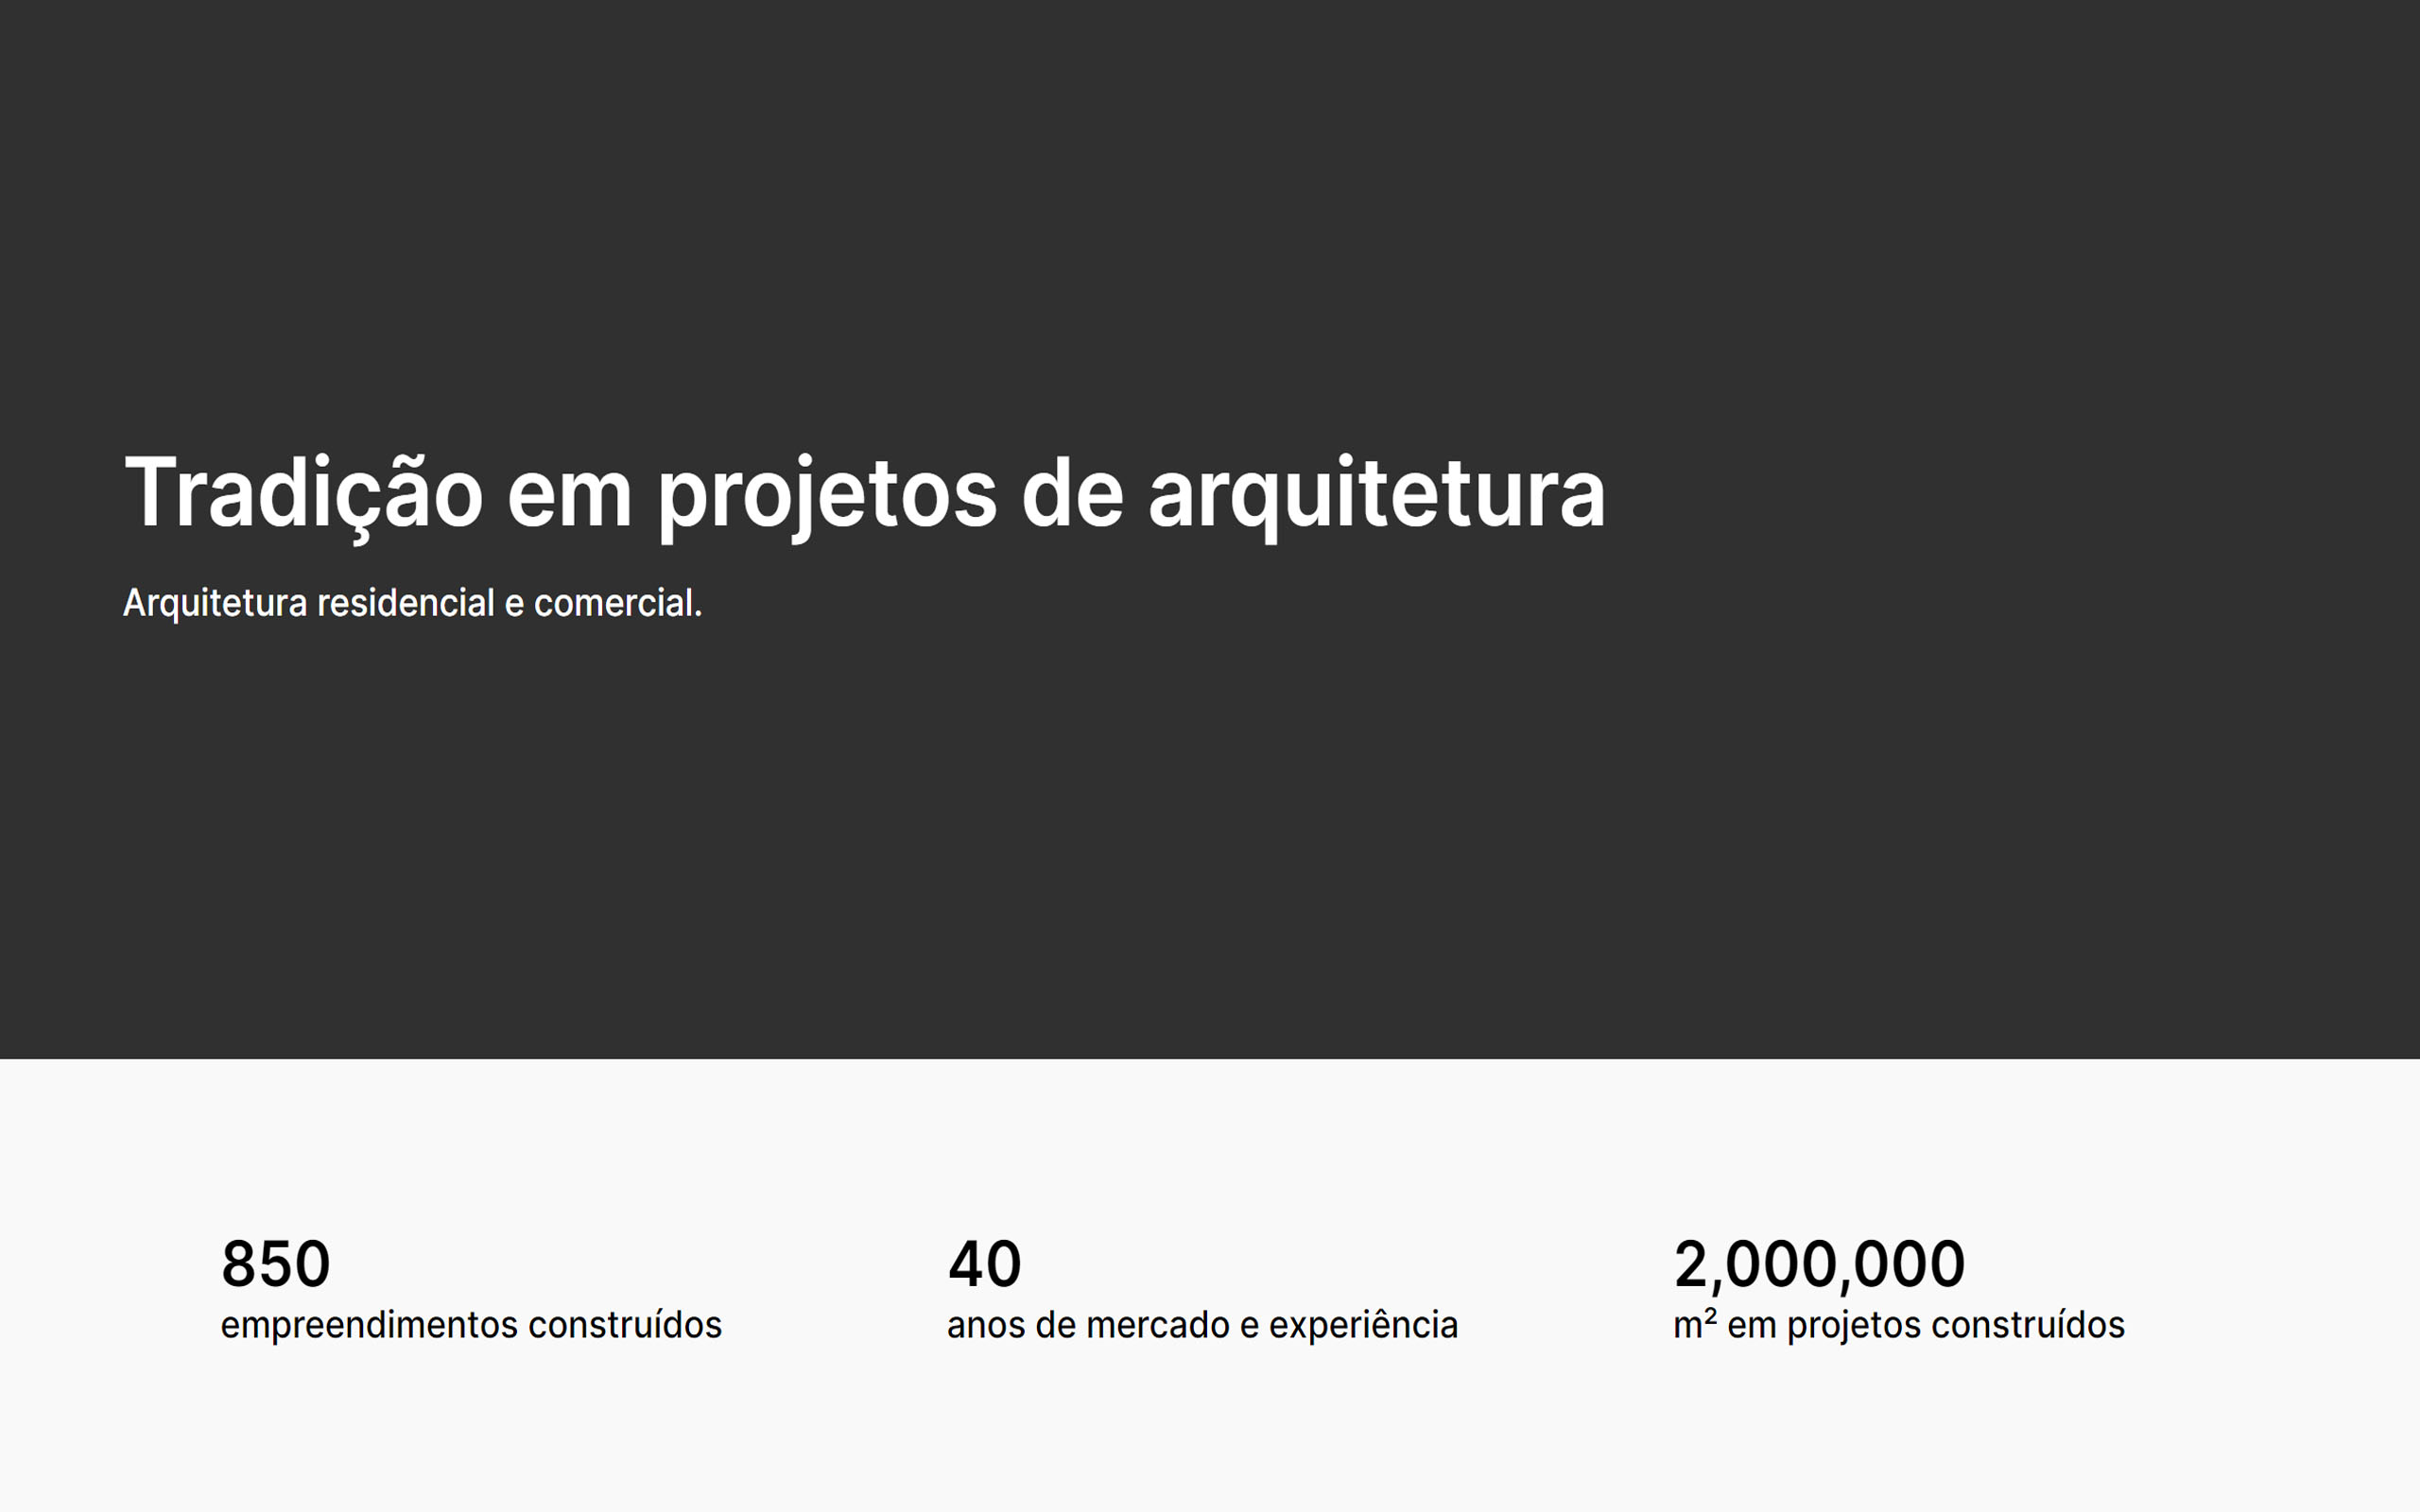 Tradição em projetos de arquitetura
Arquitetura residencial e comercial.
850
empreendimentos construídos
40
anos de mercado e experiência
2,000,000
m² em projetos construídos